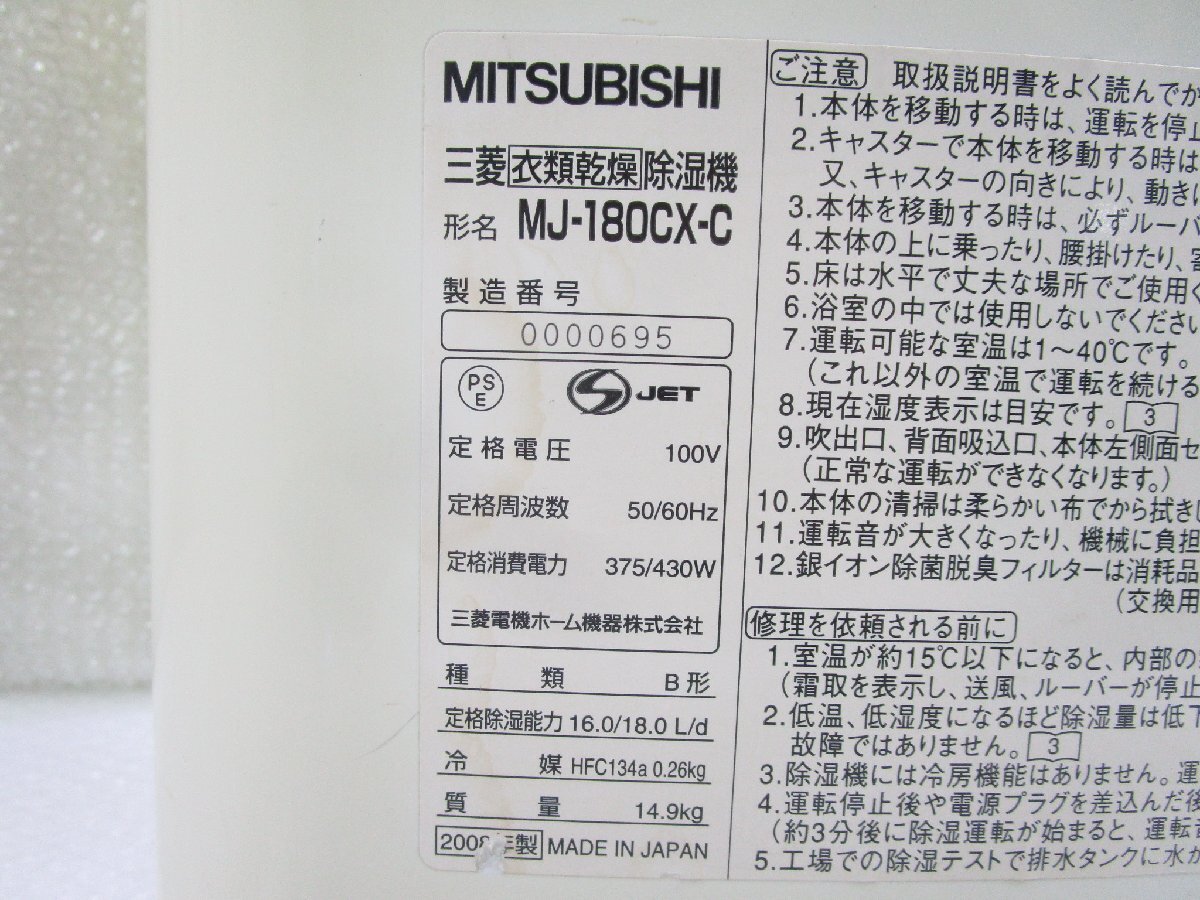 MITSUBISHI
三菱衣類乾燥除湿機
形名 MJ-180CX-C
製造番号
0000695
PSE
S JET
定格電圧 100V
定格周波数 50/60Hz
定格消費電力 375/430W
三菱電機ホーム機器株式会社
種類 B形
定格除湿能力 16.0/18.0 L/d
冷媒 HFC134a 0.26kg
質量 14.9kg
2008年製 MADE IN JAPAN
ご注意 取扱説明書をよく読んでか
1.本体を移動する時は、運転を停止
2.キャスターで本体を移動する時は
又、キャスターの向きにより、動きに
3.本体を移動する時は、必ずルーバ
4.本体の上に乗ったり、腰掛けたり、
5.床は水平で丈夫な場所でご使用く
6.浴室の中では使用しないでください
7.運転可能な室温は1～40℃です。
(これ以外の室温で運転を続ける
8.現在湿度表示は目安です。3
9.吹出口、背面吸込口、本体左側面セ
(正常な運転ができなくなります。)
10.本体の清掃は柔らかい布でから拭きし
11.運転音が大きくなったり、機械に負担
12.銀イオン除菌脱臭フィルターは消耗品
(交換用
修理を依頼される前に
1.室温が約15℃以下になると、内部の
(霜取を表示し、送風、ルーバーが停止
2.低温、低湿度になるほど除湿量は低下
故障ではありません。3
3.除湿機には冷房機能はありません。運
4.運転停止後や電源プラグを差込んだ後
(約3分後に除湿運転が始まると、運転音
5.工場での除湿テストで排水タンクに水が